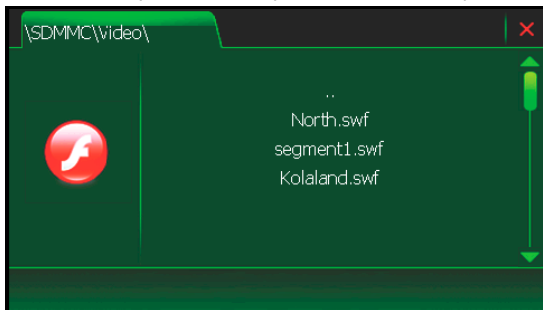 \SDMMC\Video\
..
North.swf
segment1.swf
Kolaland.swf